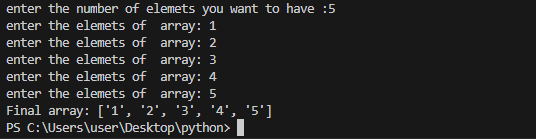 enter the number of elemets you want to have :5
enter the elemets of  array: 1
enter the elemets of  array: 2
enter the elemets of  array: 3
enter the elemets of  array: 4
enter the elemets of  array: 5
Final array: ['1', '2', '3', '4', '5']
PS C:\Users\user\Desktop\python>